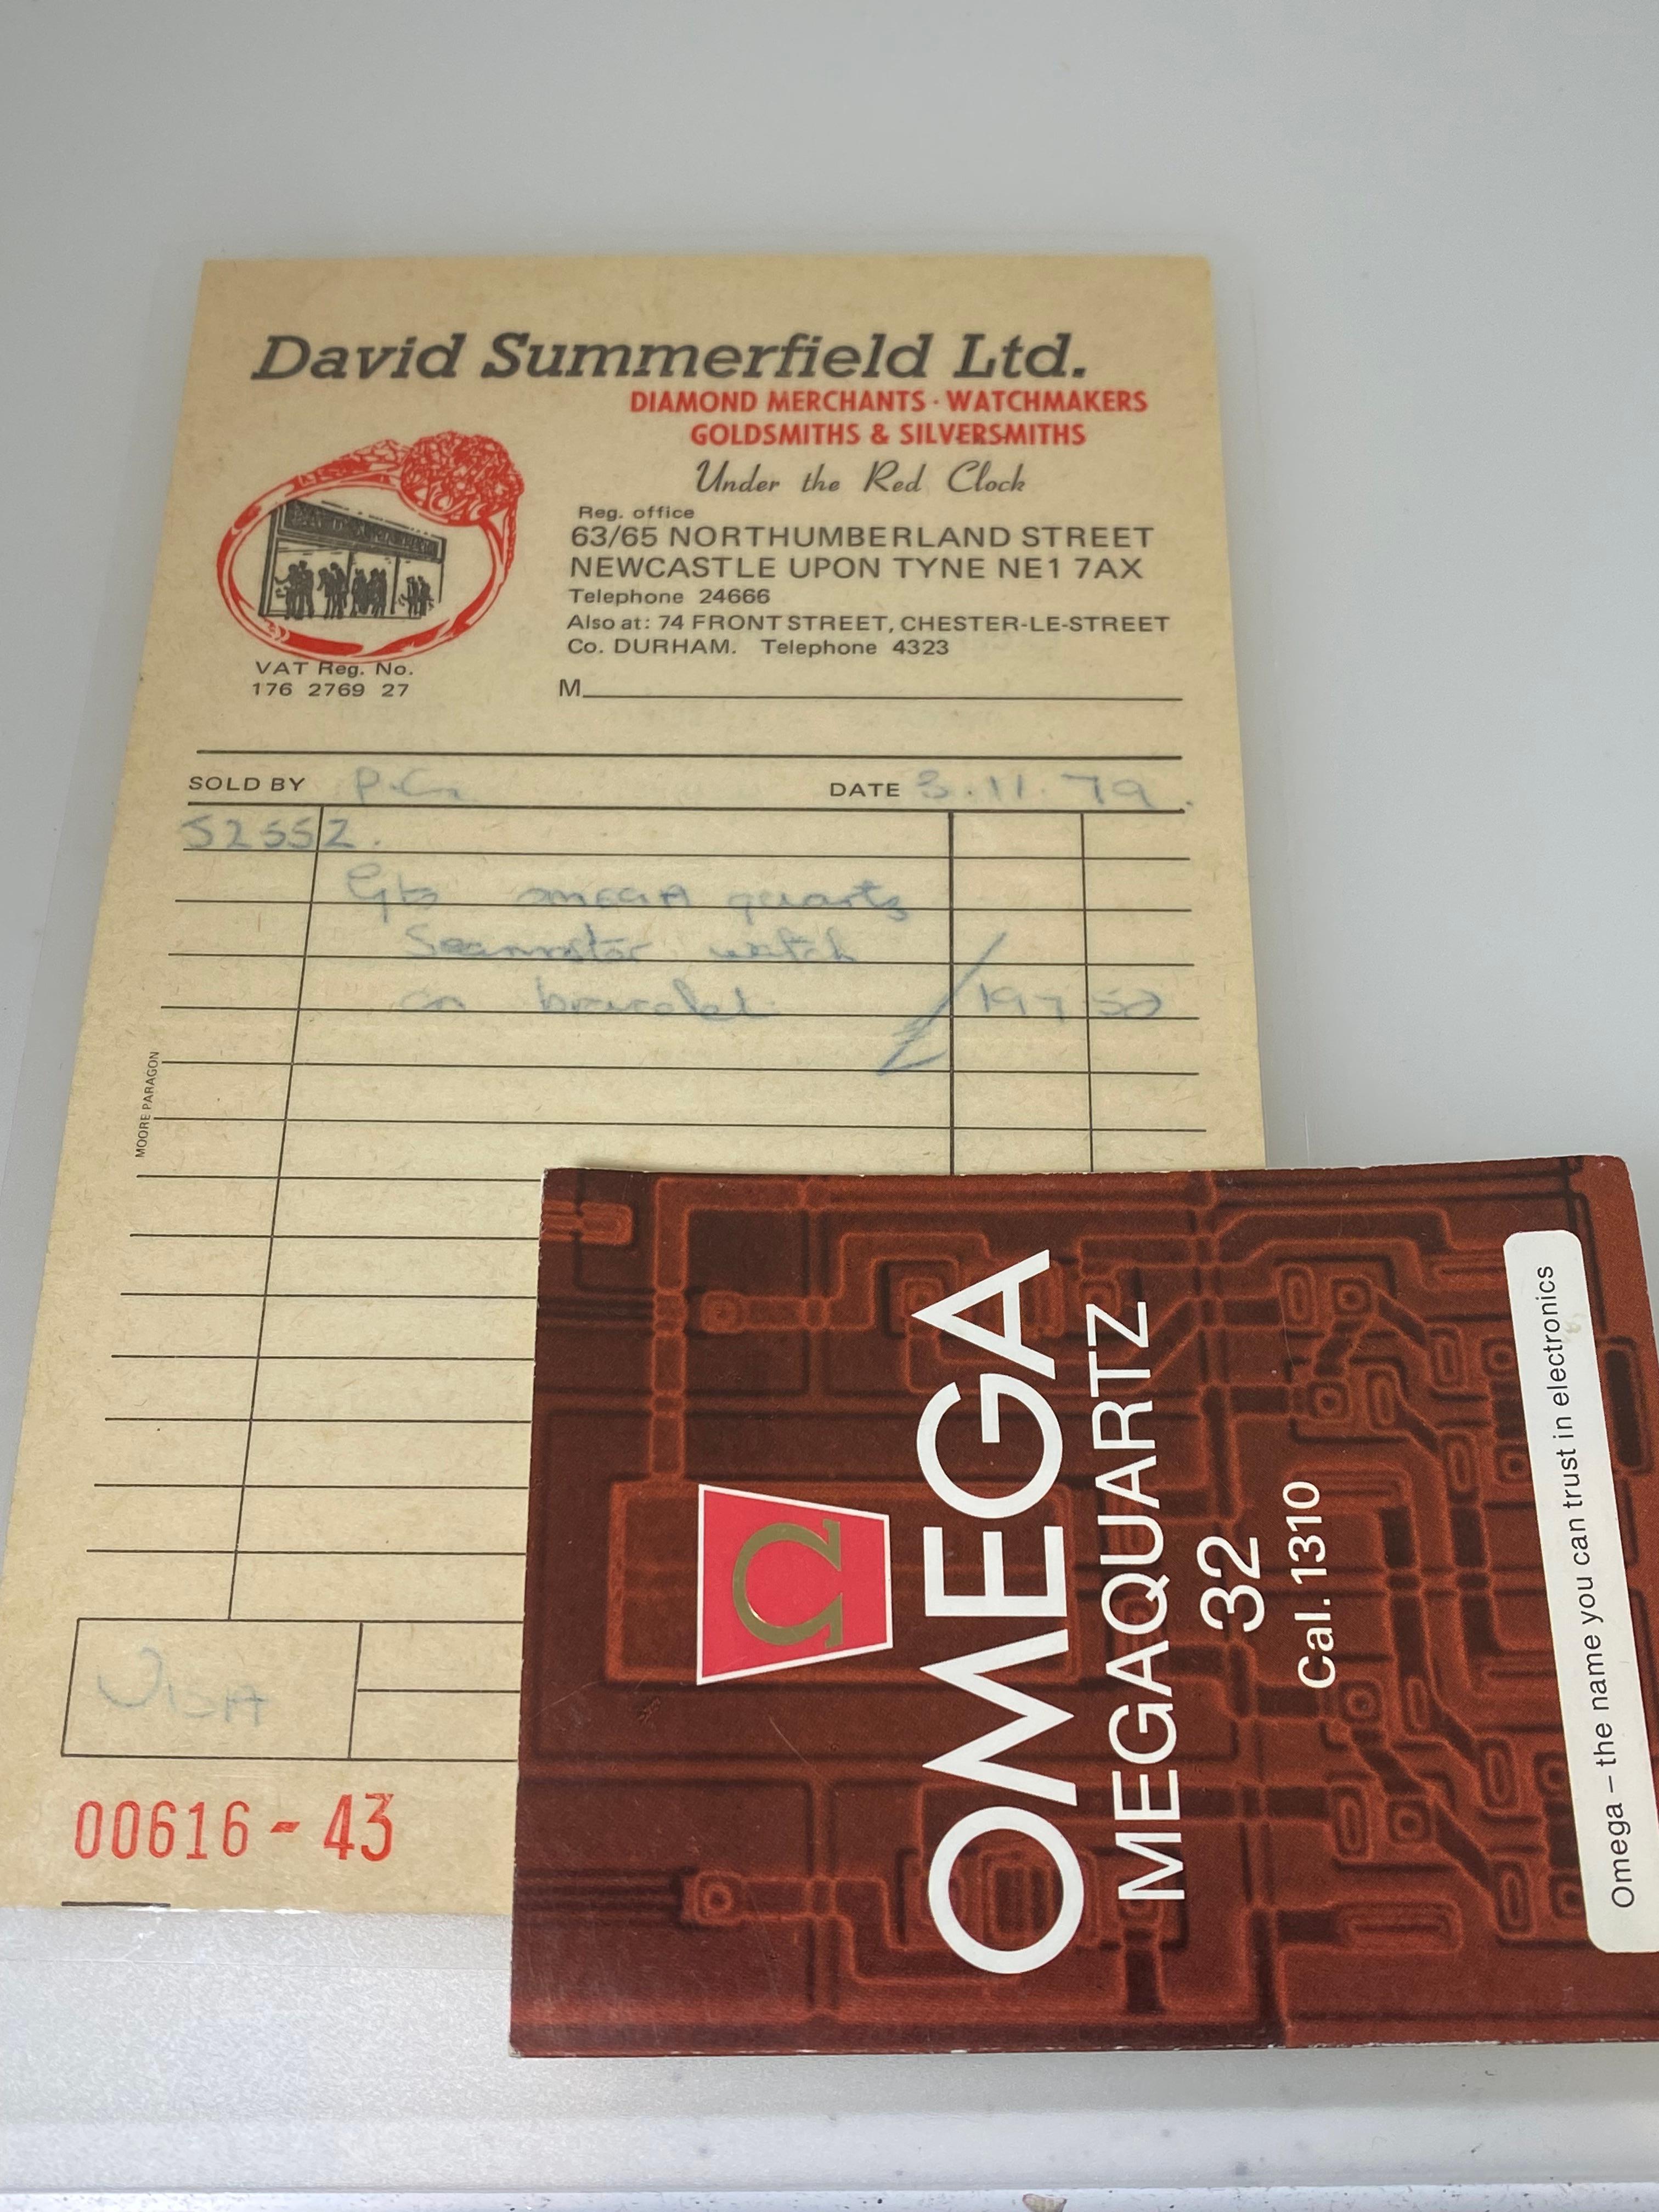 David Summerfield Ltd.
DIAMOND MERCHANTS · WATCHMAKERS
GOLDSMITHS & SILVERSMITHS
Under the Red Clock
Reg. office
63/65 NORTHUMBERLAND STREET
NEWCASTLE UPON TYNE NE1 7AX
Telephone 24666
Also at: 74 FRONT STREET, CHESTER-LE-STREET
Co. DURHAM. Telephone 4323
VAT Reg. No.
176 2769 27
M
SOLD BY DATE 3.11.79.
52552.
quartz
watch
on bracelet £197 50
MOORE PARAGON
00616 - 43
Ω
OMEGA
MEGAQUARTZ
32
Cal. 1310
Omega – the name you can trust in electronics